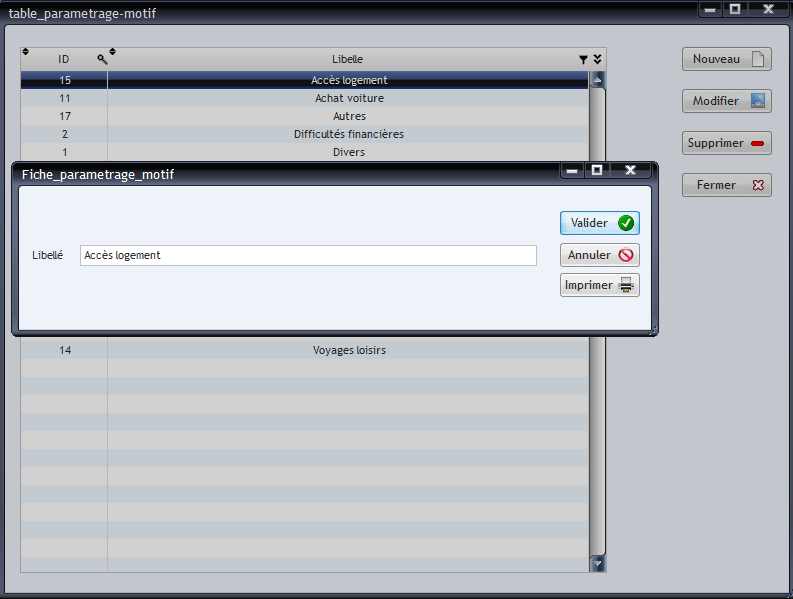 table_parametrage-motif
ID Libelle
15 Accès logement
11 Achat voiture
17 Autres
2 Difficultés financières
1 Divers
Nouveau
Modifier
Supprimer
Fermer
Fiche_parametrage_motif
Libellé Accès logement
Valider
Annuler
Imprimer
14 Voyages loisirs